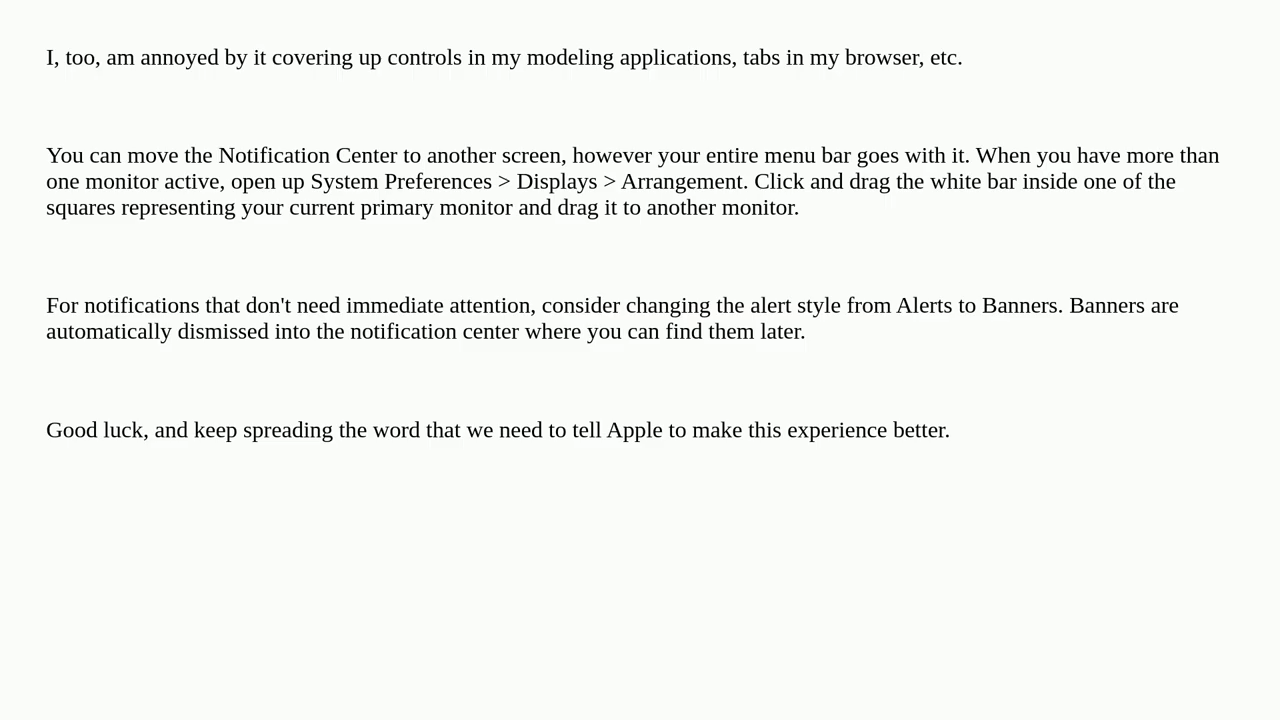 I, too, am annoyed by it covering up controls in my modeling applications, tabs in my browser, etc.
You can move the Notification Center to another screen, however your entire menu bar goes with it. When you have more than
one monitor active, open up System Preferences > Displays > Arrangement. Click and drag the white bar inside one of the
squares representing your current primary monitor and drag it to another monitor.
For notifications that don't need immediate attention, consider changing the alert style from Alerts to Banners. Banners are
automatically dismissed into the notification center where you can find them later.
Good luck, and keep spreading the word that we need to tell Apple to make this experience better.